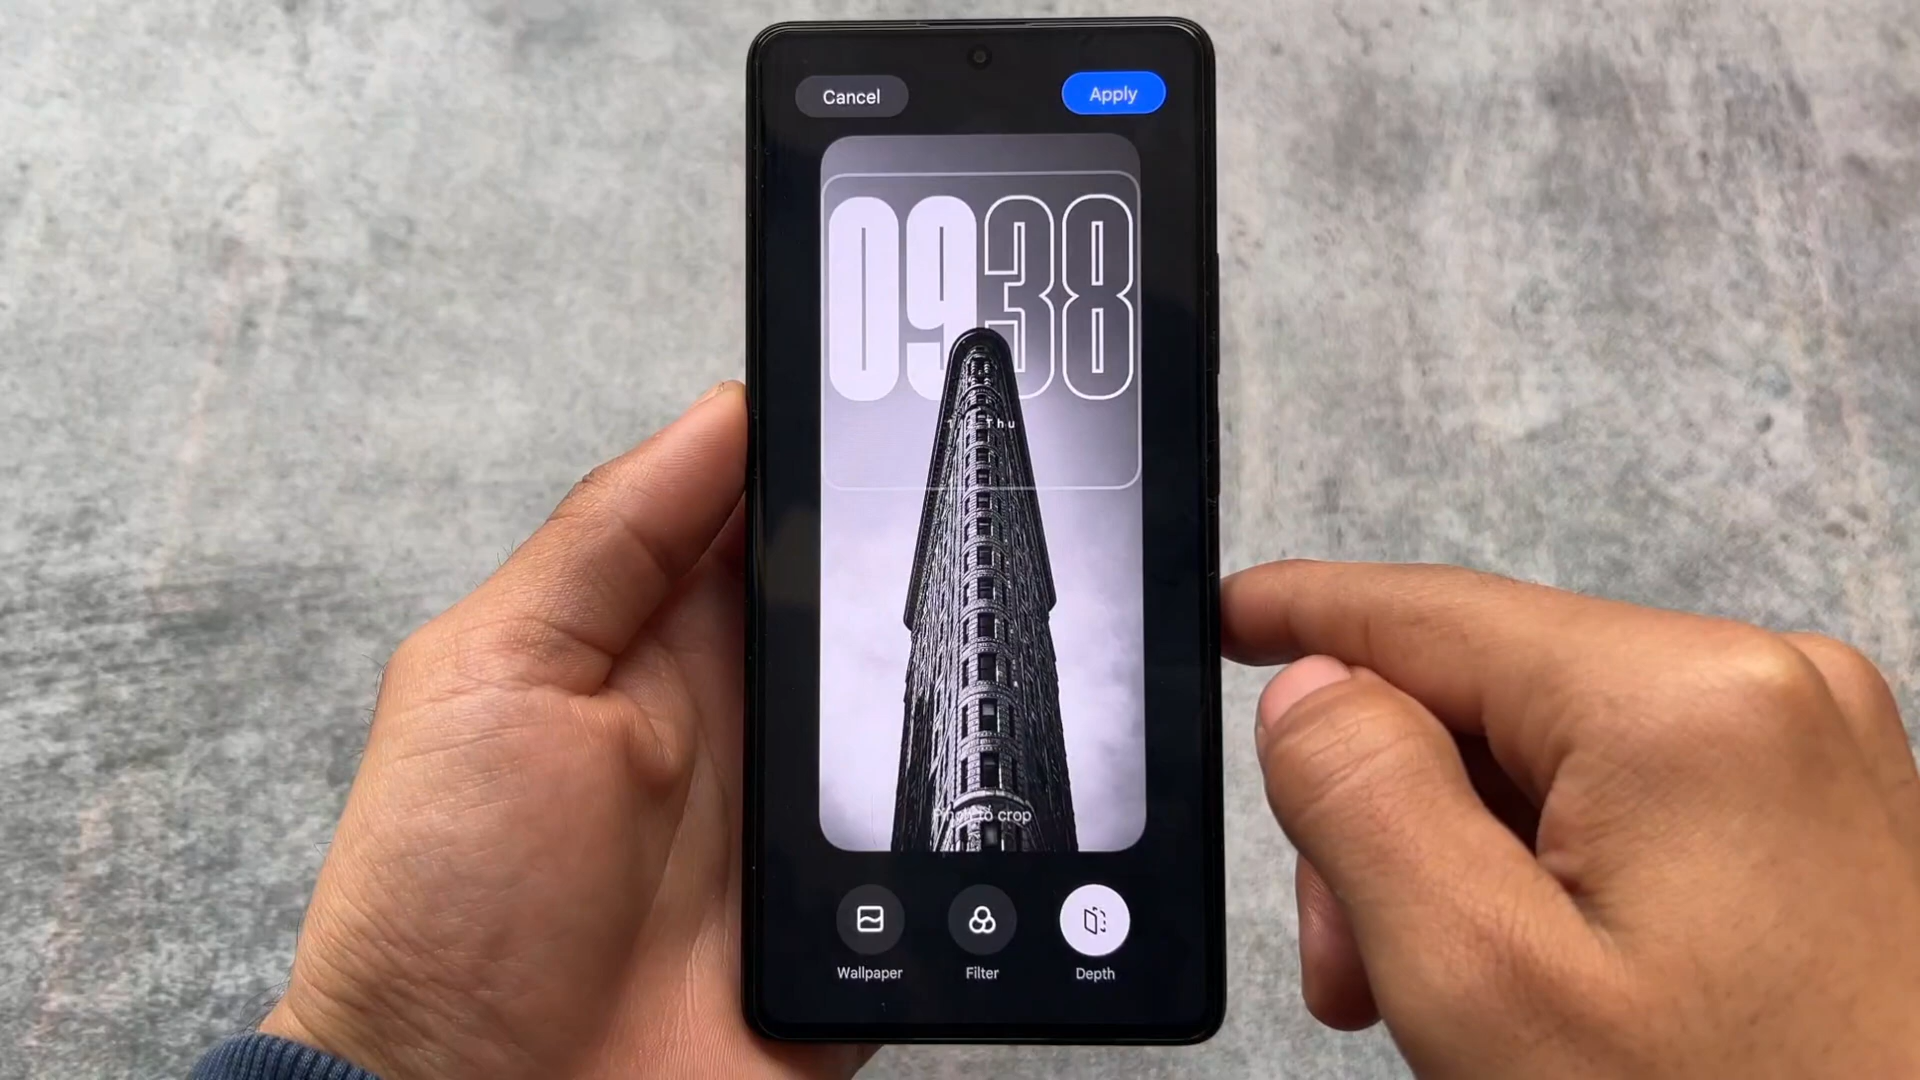 Cancel
Apply
0938
Thu
to crop
Wallpaper
Filter
Depth